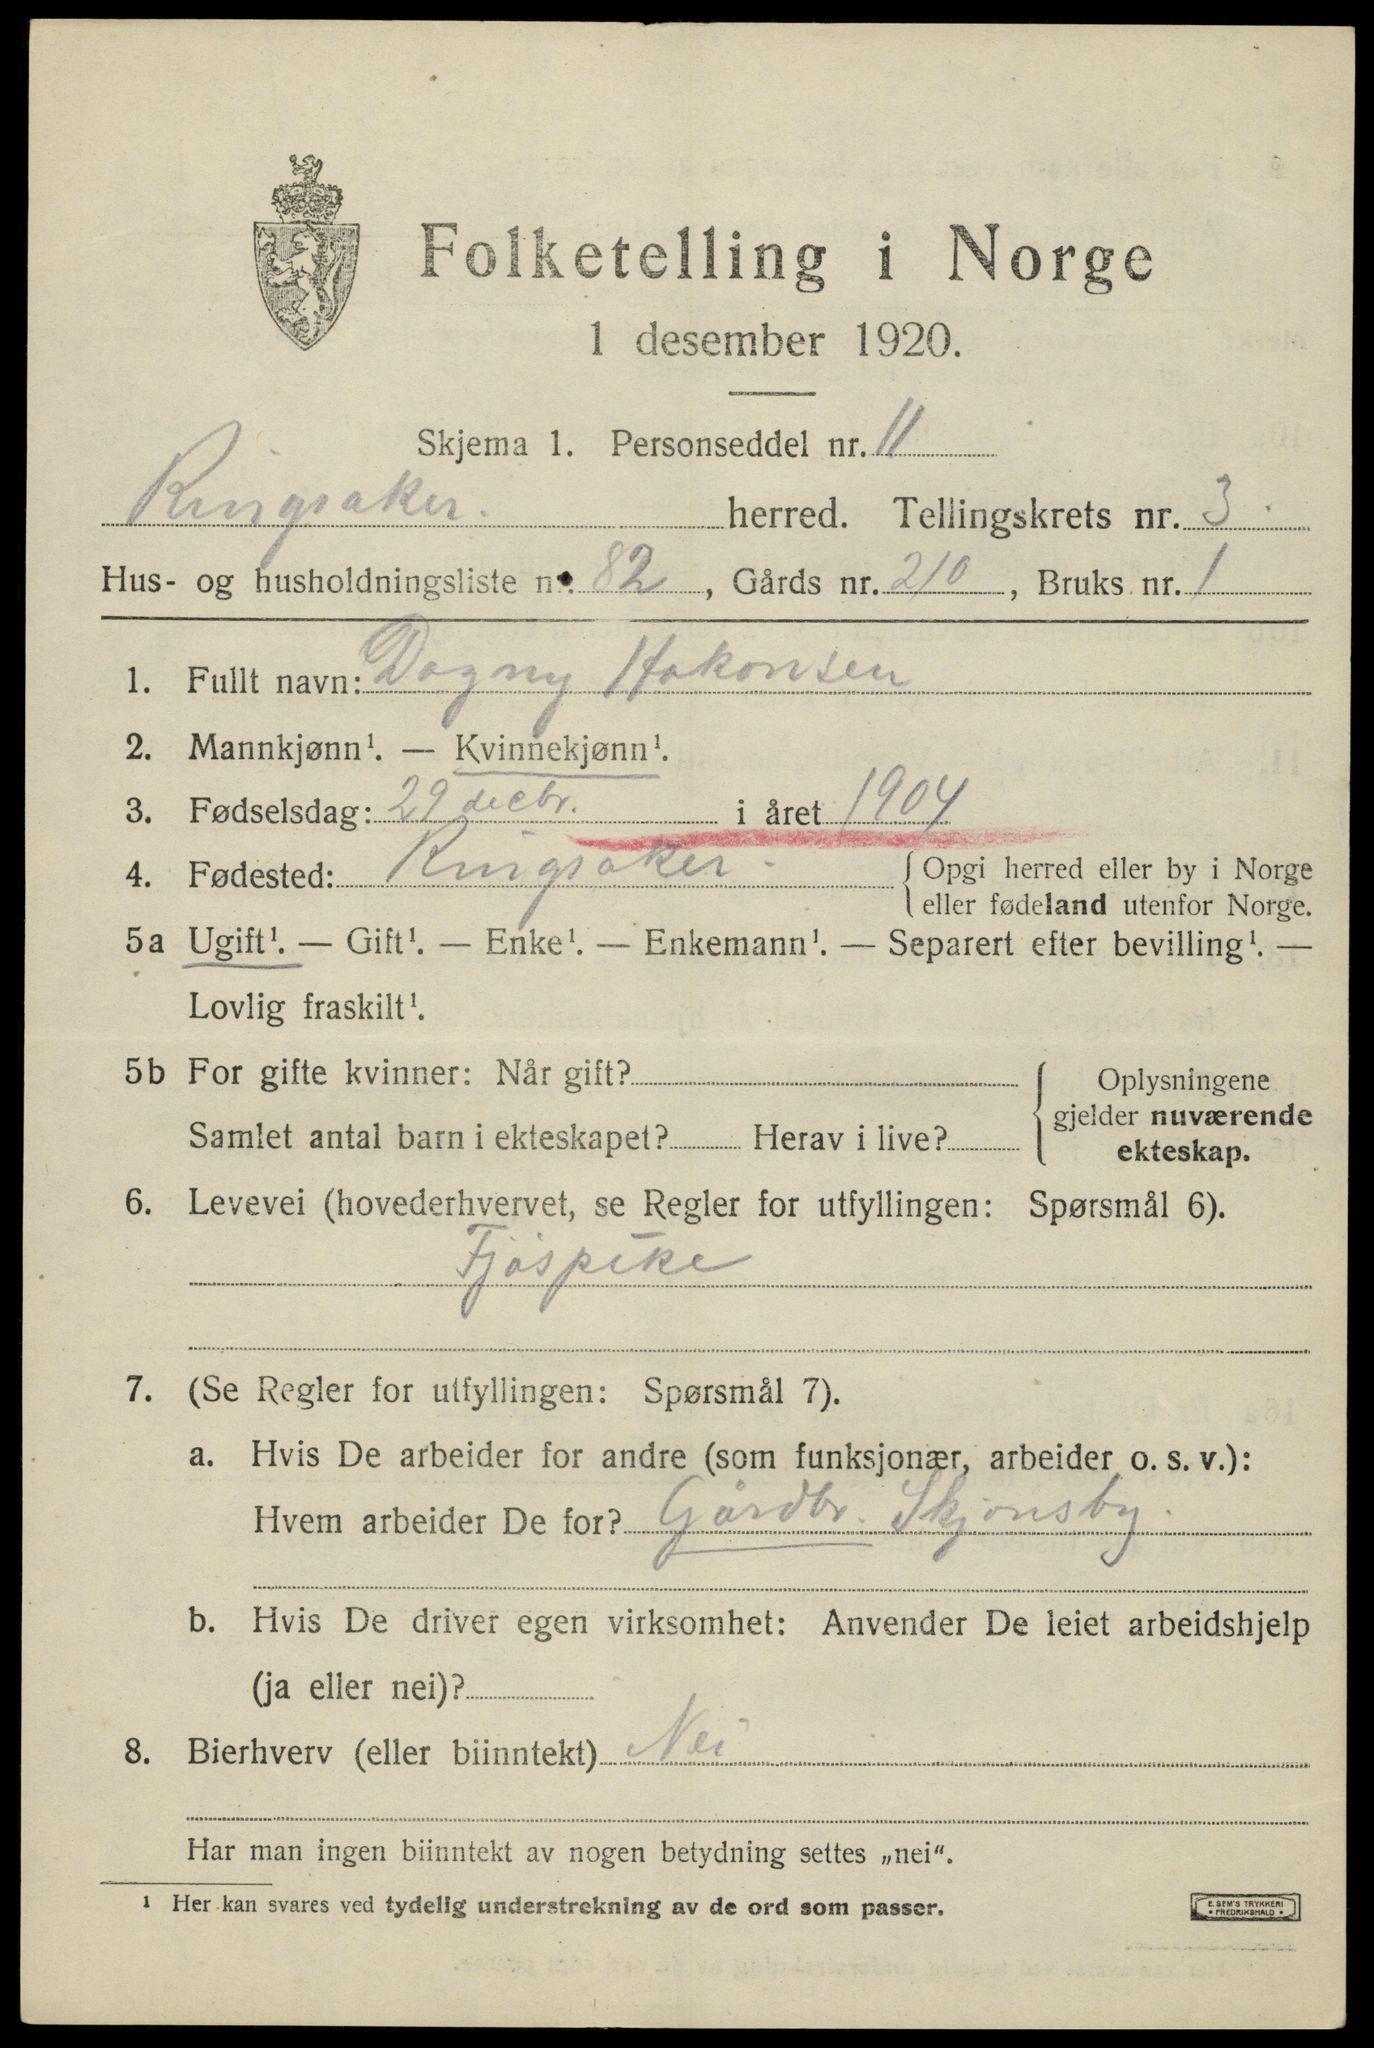 Folketelling i Norge
1 desember 1920.
Skjema 1. Personseddel nr. 11
Ringsaker. herred. Tellingskrets nr. 3.
Hus- og husholdningsliste nr. 82, Gårds nr. 210, Bruks nr. 1
1. Fullt navn: Dagny Hakonsen
2. Mannkjønn¹. — Kvinnekjønn¹.
3. Fødselsdag: 29 decbr. i året 1904
4. Fødested: Ringsaker - { Opgi herred eller by i Norge
eller fødeland utenfor Norge.
5a Ugift¹. — Gift¹. — Enke¹. — Enkemann¹. — Separert efter bevilling¹. —
Lovlig fraskilt¹.
5b For gifte kvinner: Når gift?
Samlet antal barn i ekteskapet? Herav i live?
Oplysningene
gjelder nuværende
ekteskap.
6. Levevei (hovederhvervet, se Regler for utfyllingen: Spørsmål 6).
Fjøspike
7. (Se Regler for utfyllingen: Spørsmål 7).
a. Hvis De arbeider for andre (som funksjonær, arbeider o. s. v.):
Hvem arbeider De for? Gårdbr. Skjønsby.
b. Hvis De driver egen virksomhet: Anvender De leiet arbeidshjelp
(ja eller nei)?
8. Bierhverv (eller biinntekt) Nei
Har man ingen biinntekt av nogen betydning settes „nei“.
¹ Her kan svares ved tydelig understrekning av de ord som passer.
E. SEM'S TRYKKERI
• FREDRIKSHALD •